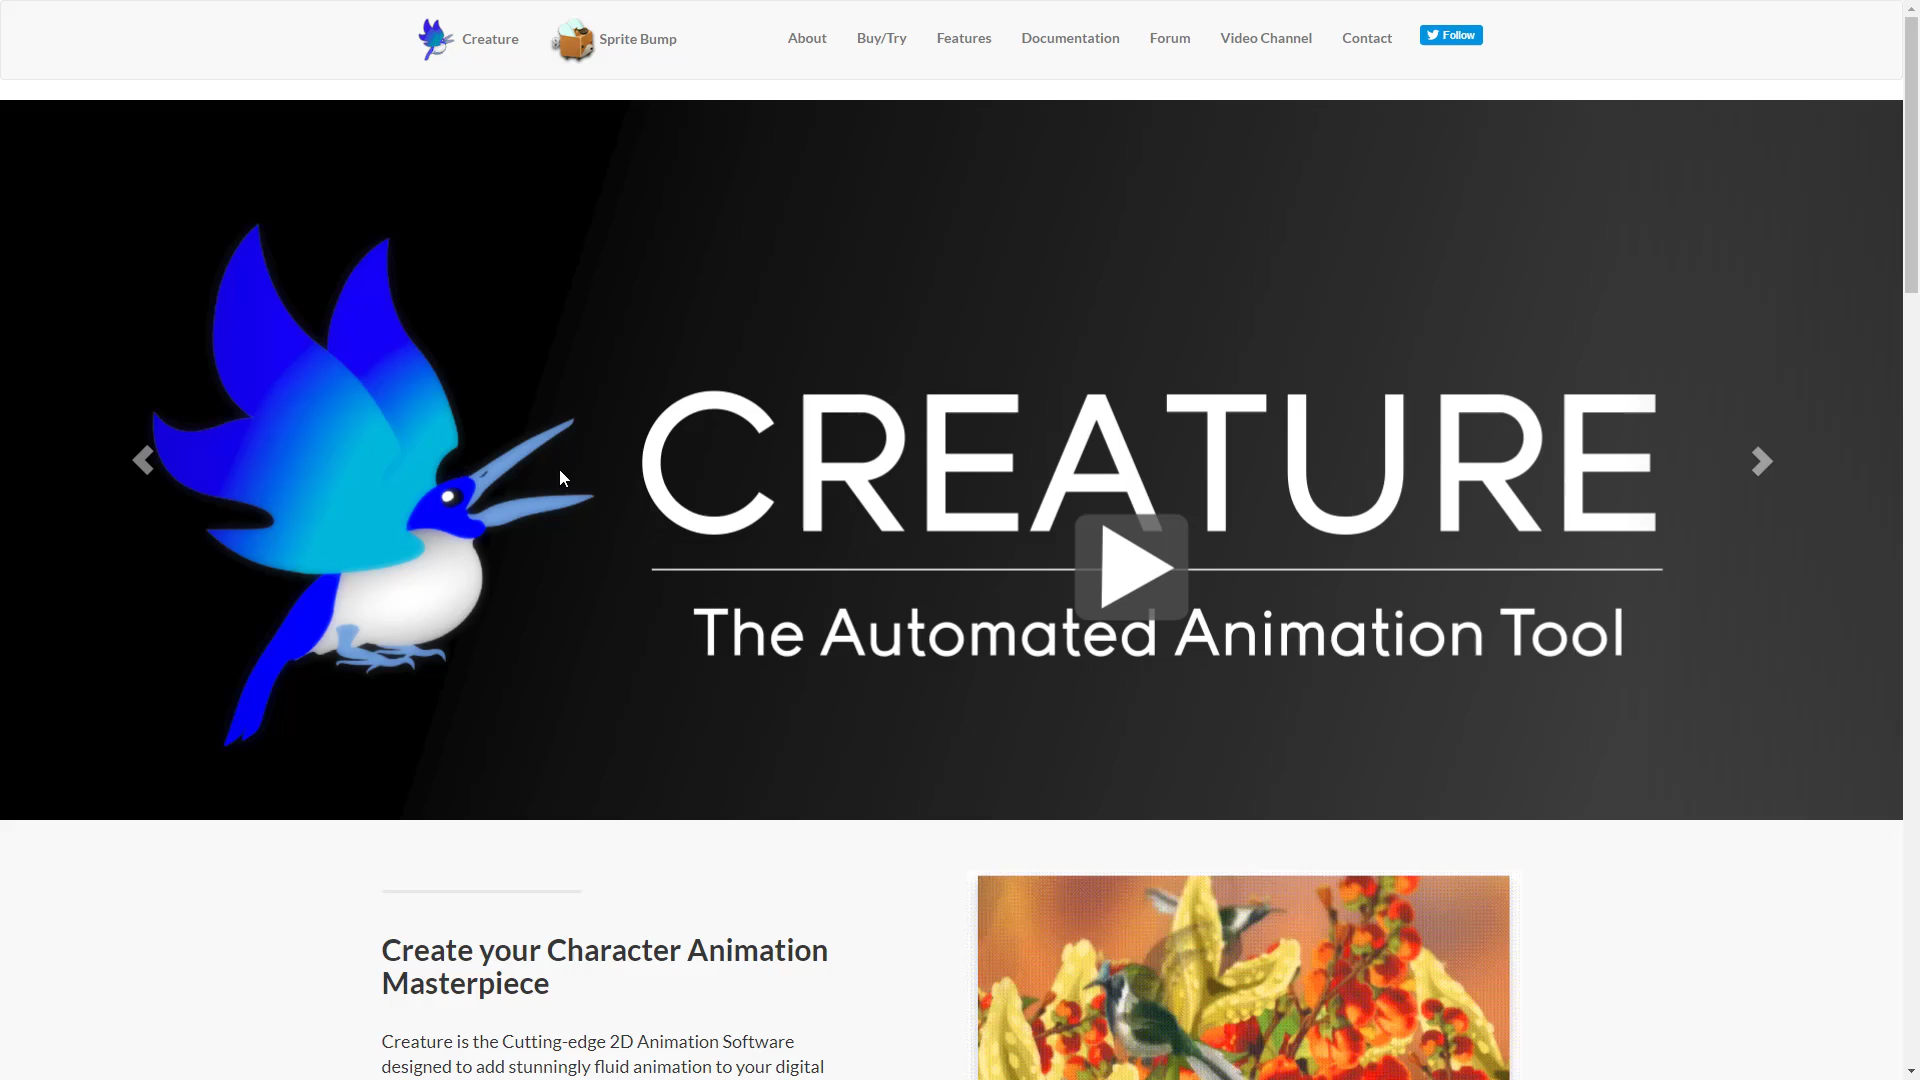 Creature
Sprite Bump
About
Buy/Try
Features
Documentation
Forum
Video Channel
Contact
Follow
CREATURE
The Automated Animation Tool
Create your Character Animation
Masterpiece
Creature is the Cutting-edge 2D Animation Software
designed to add stunningly fluid animation to your digital